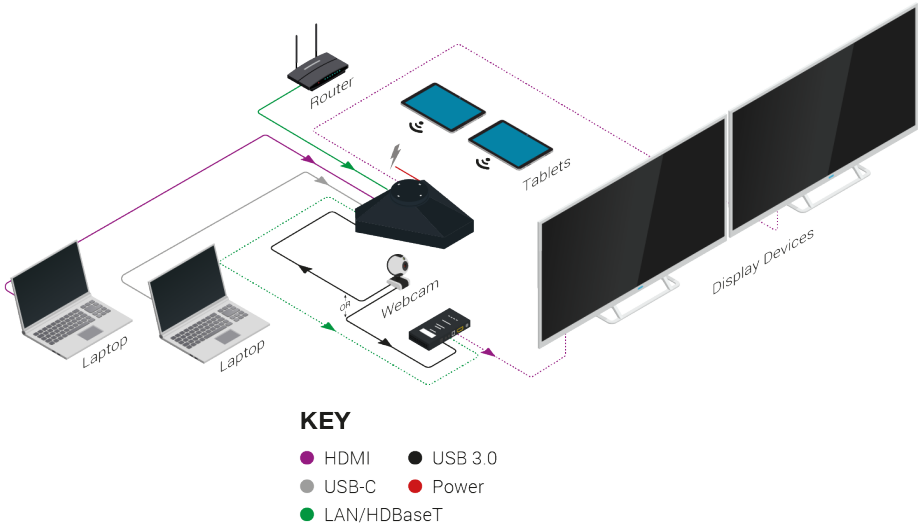 Router
Tablets
Display Devices
Webcam
OR
Laptop
Laptop
KEY
HDMI
USB 3.0
USB-C
Power
LAN/HDBaseT